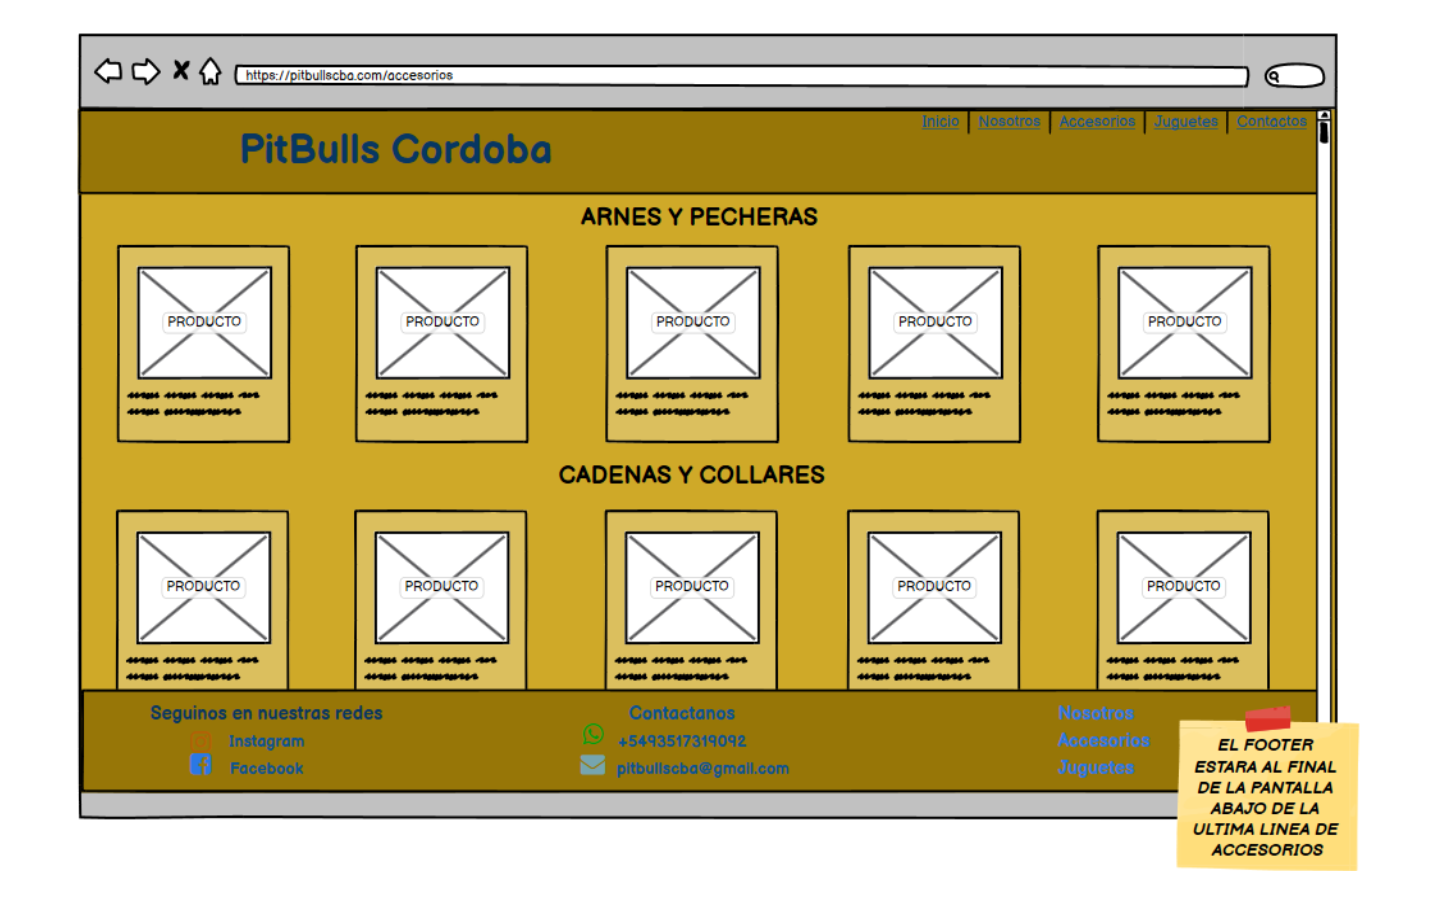 https://pitbullscba.com/accesorios
Inicio Nosotros Accesorios Juguetes Contactos
PitBulls Cordoba
ARNES Y PECHERAS
PRODUCTO PRODUCTO PRODUCTO PRODUCTO PRODUCTO
CADENAS Y COLLARES
PRODUCTO PRODUCTO PRODUCTO PRODUCTO PRODUCTO
Seguinos en nuestras redes
Instagram
Facebook
Contactanos
+5493517319092
pitbullscba@gmail.com
Nosotros
Accesorios
Juguetes
EL FOOTER
ESTARA AL FINAL
DE LA PANTALLA
ABAJO DE LA
ULTIMA LINEA DE
ACCESORIOS